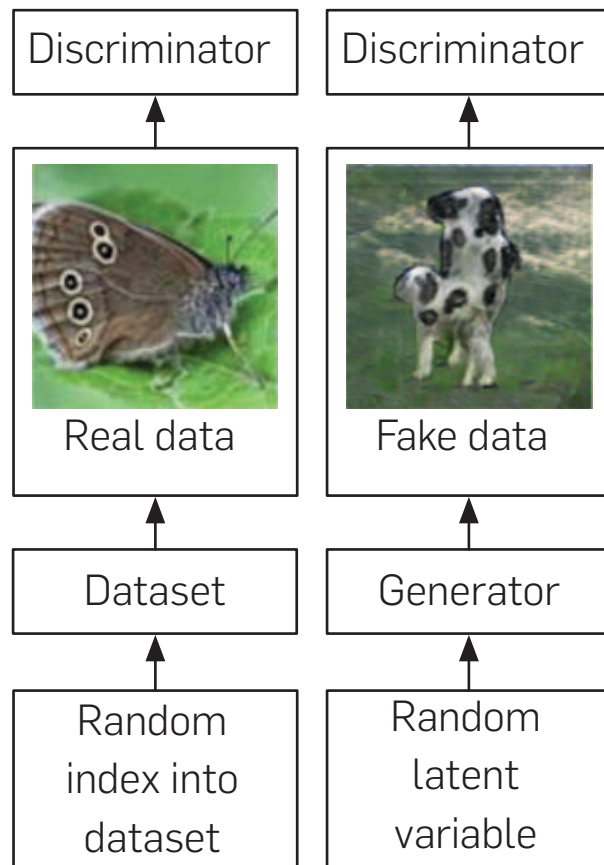 Discriminator
Discriminator
Real data
Fake data
Dataset
Generator
Random
index into
dataset
Random
latent
variable